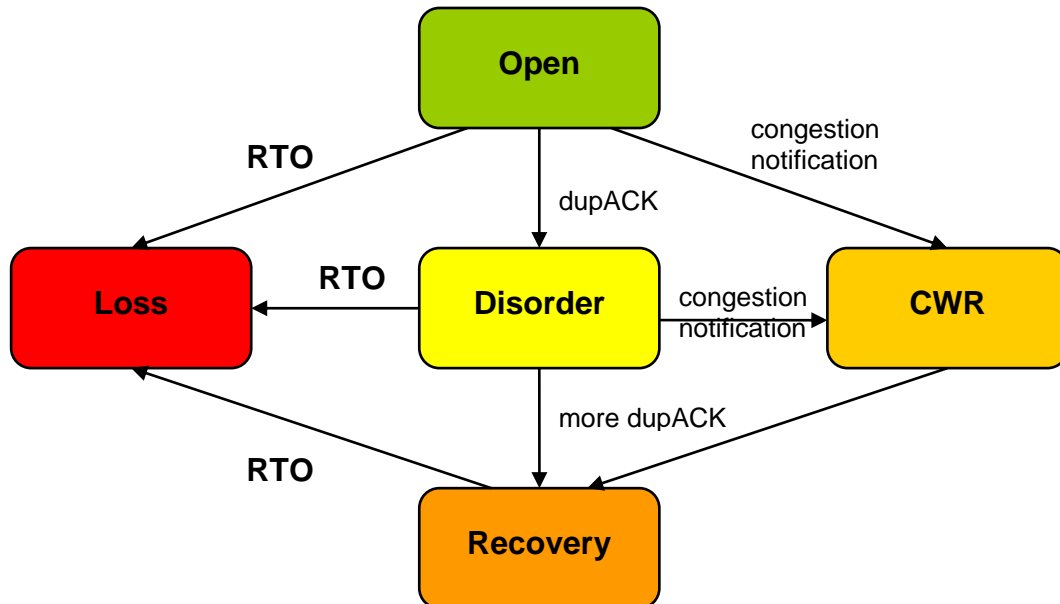 Open
congestion
notification
RTO
dupACK
Loss
RTO
Disorder
congestion
notification
CWR
more dupACK
RTO
Recovery